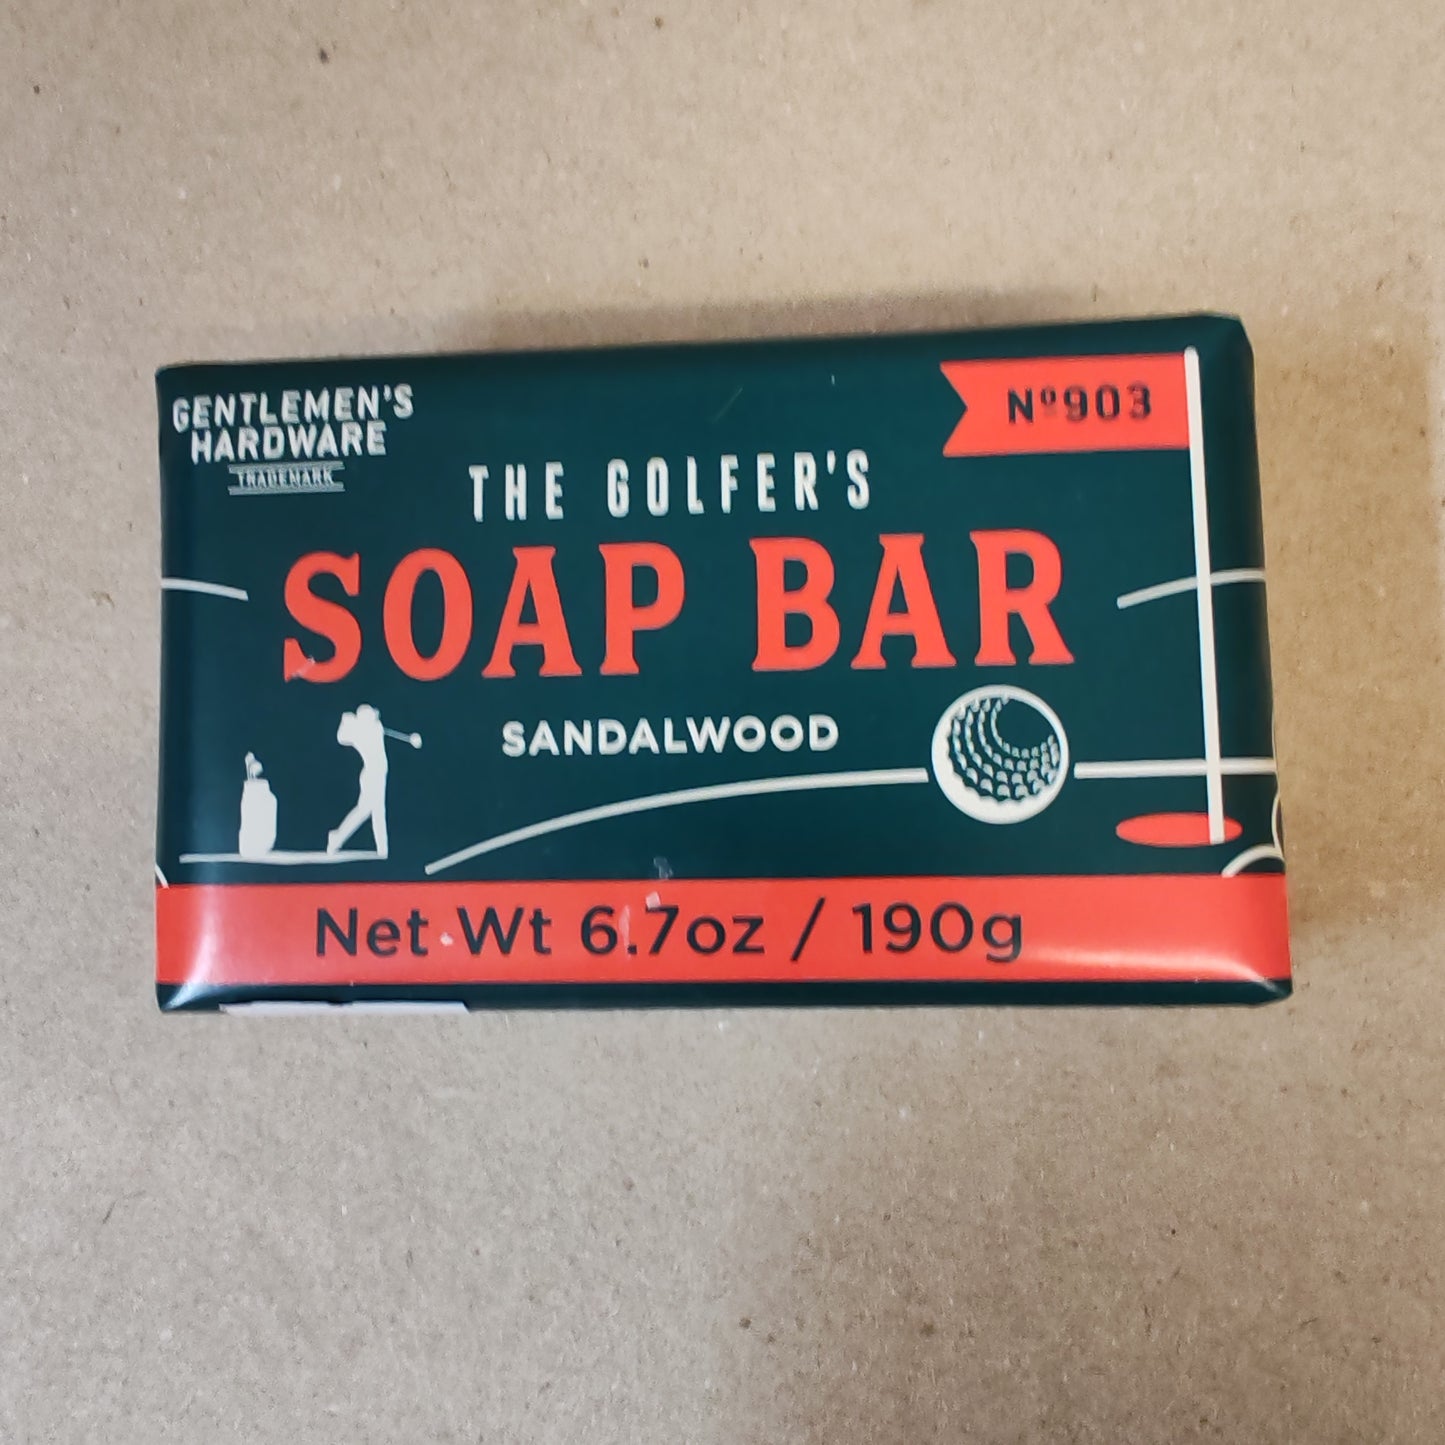 GENTLEMEN'S
HARDWARE
TRADEMARK
Nº903
THE GOLFER'S
SOAP BAR
SANDALWOOD
Net Wt 6.7oz / 190g